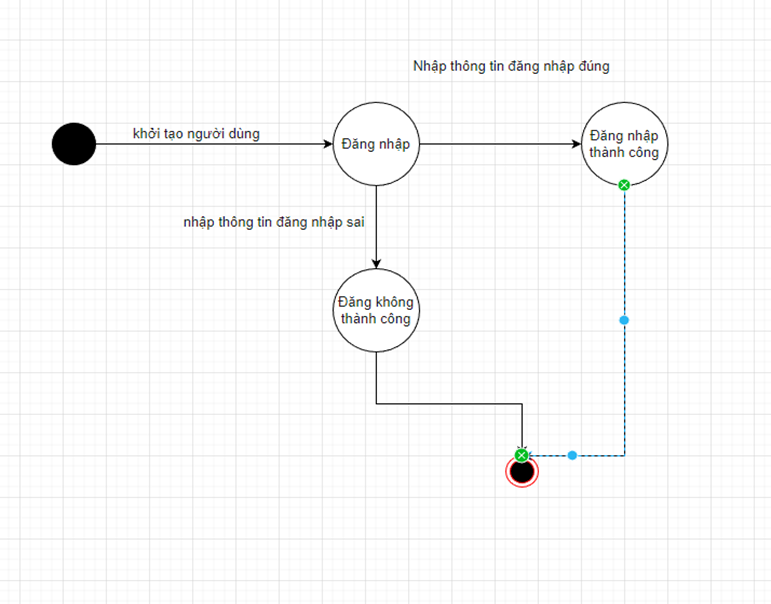 Nhập thông tin đăng nhập đúng
khởi tạo người dùng
Đăng nhập
Đăng nhập
thành công
nhập thông tin đăng nhập sai
Đăng không
thành công